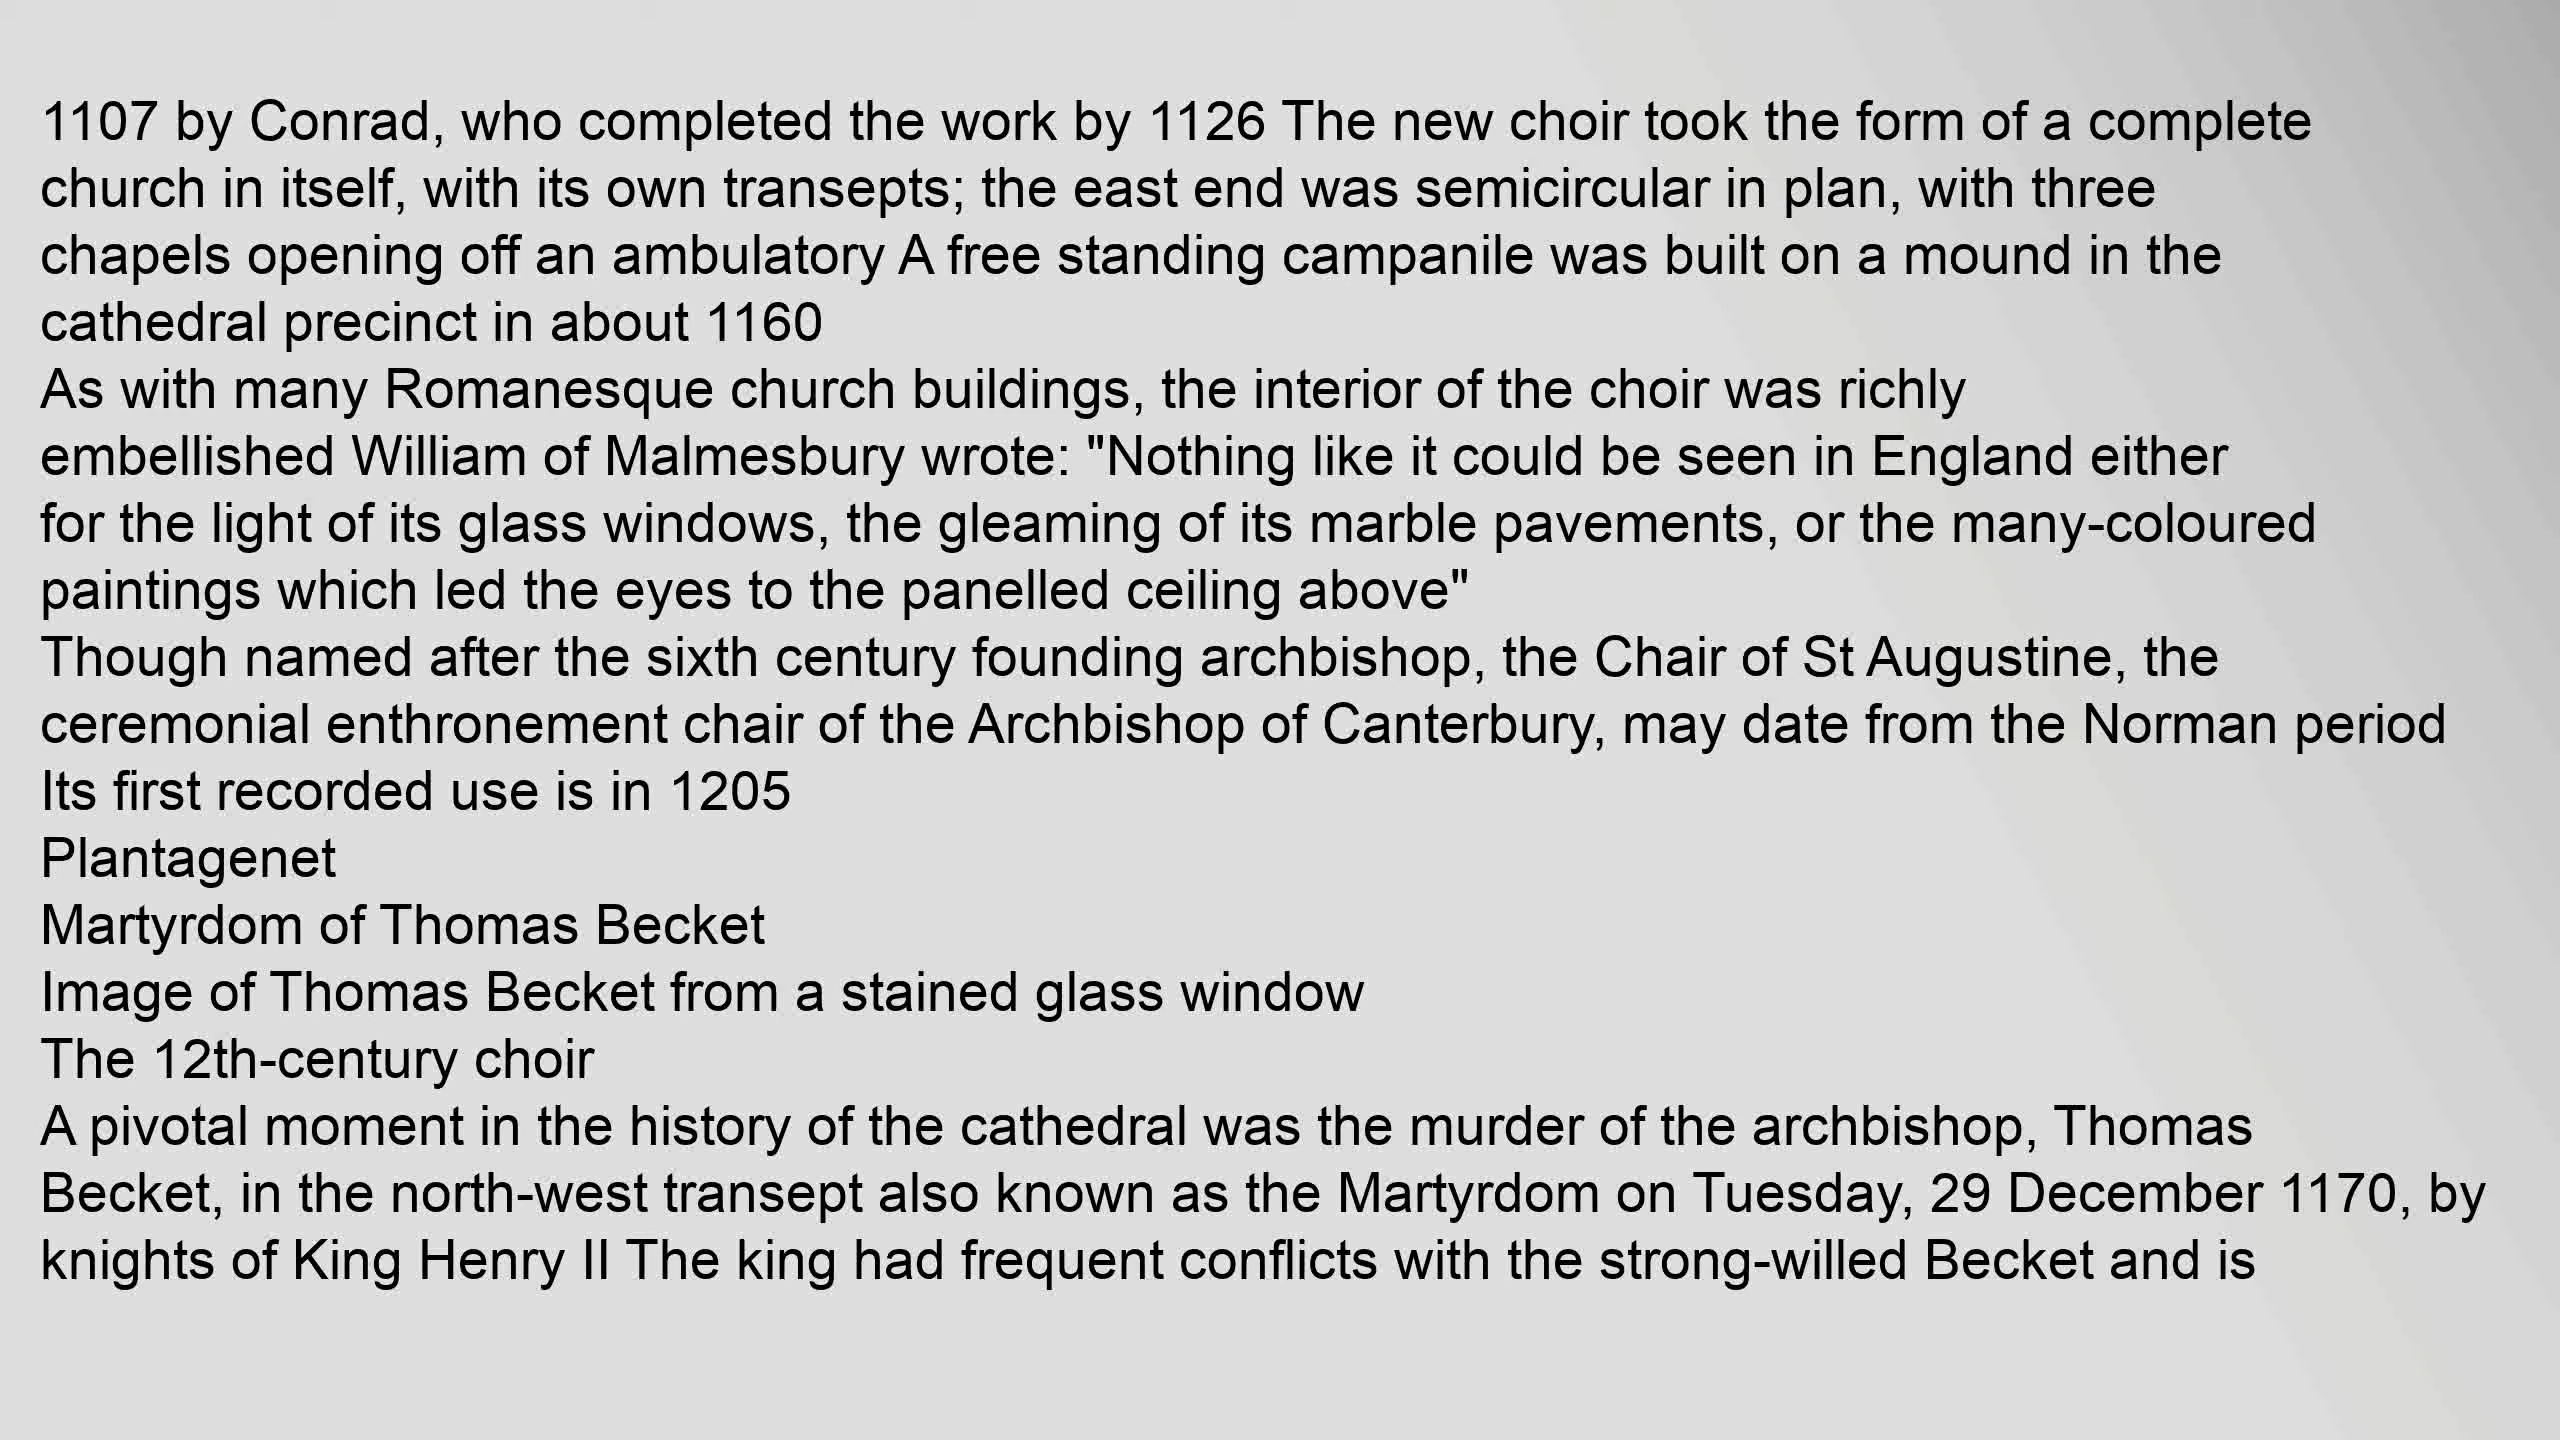 1107 by Conrad, who completed the work by 1126 The new choir took the form of a complete
church in itself, with its own transepts; the east end was semicircular in plan, with three
chapels opening off an ambulatory A free standing campanile was built on a mound in the
cathedral precinct in about 1160
As with many Romanesque church buildings, the interior of the choir was richly
embellished William of Malmesbury wrote: "Nothing like it could be seen in England either
for the light of its glass windows, the gleaming of its marble pavements, or the many-coloured
paintings which led the eyes to the panelled ceiling above"
Though named after the sixth century founding archbishop, the Chair of St Augustine, the
ceremonial enthronement chair of the Archbishop of Canterbury, may date from the Norman period
Its first recorded use is in 1205
Plantagenet
Martyrdom of Thomas Becket
Image of Thomas Becket from a stained glass window
The 12th-century choir
A pivotal moment in the history of the cathedral was the murder of the archbishop, Thomas
Becket, in the north-west transept also known as the Martyrdom on Tuesday, 29 December 1170, by
knights of King Henry II The king had frequent conflicts with the strong-willed Becket and is